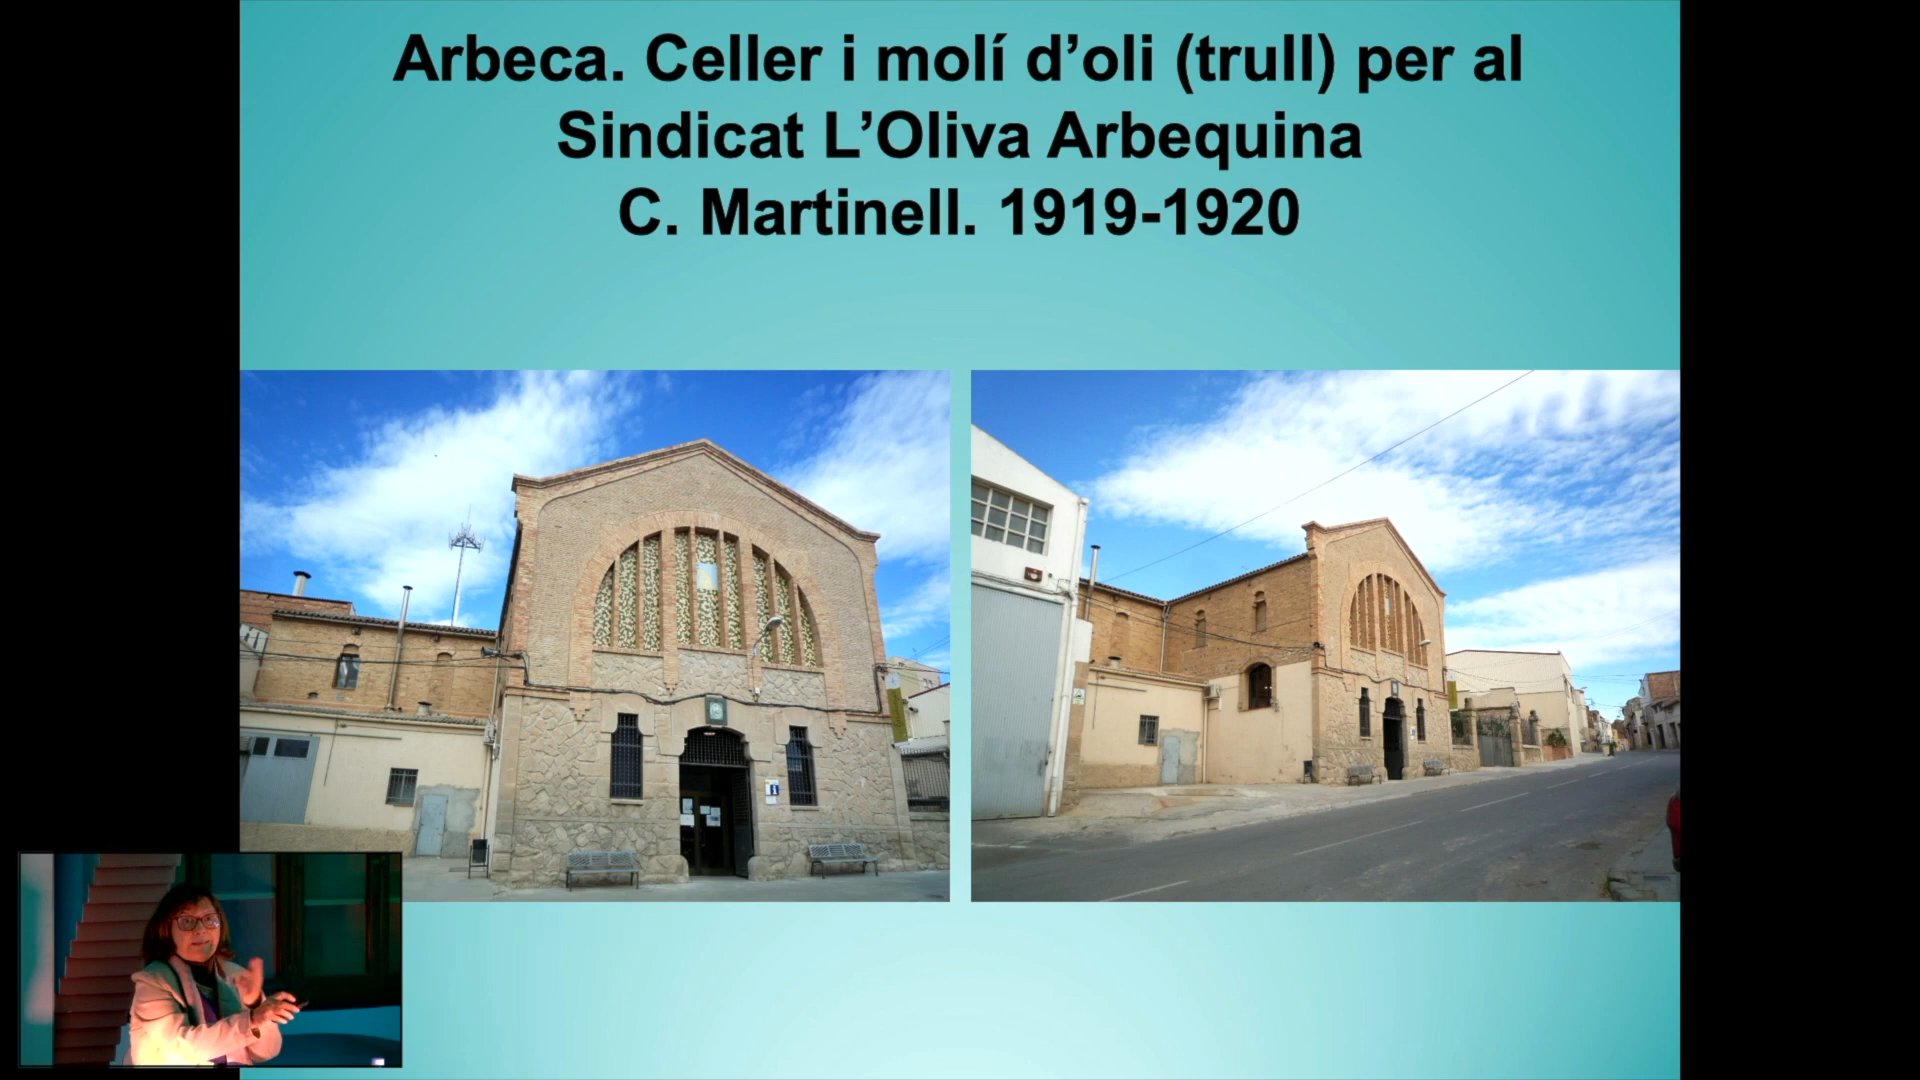 Arbeca. Celler i molí d’oli (trull) per al
Sindicat L’Oliva Arbequina
C. Martinell. 1919-1920
i